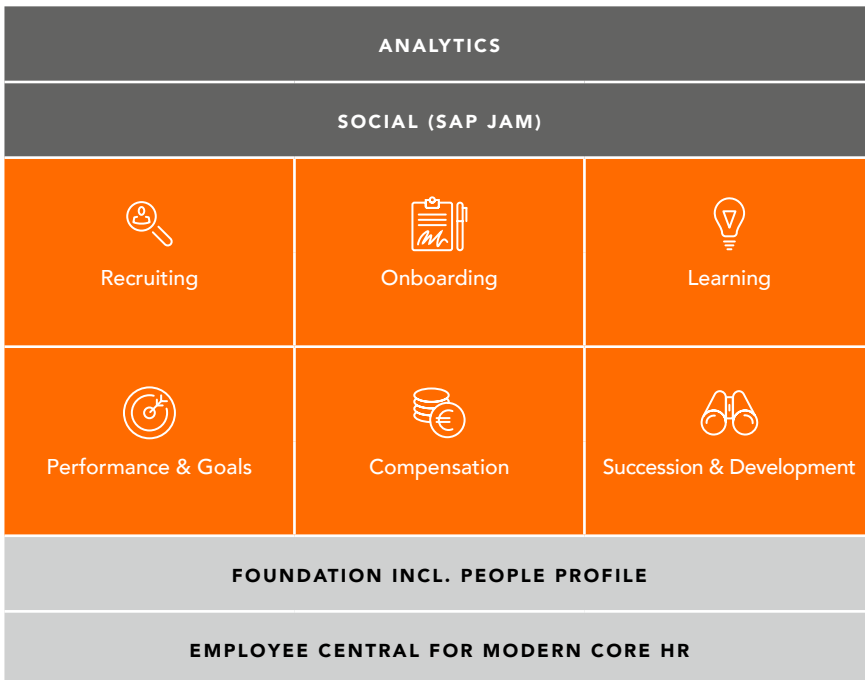 ANALYTICS
SOCIAL (SAP JAM)
Recruiting
Onboarding
Learning
Performance & Goals
Compensation
Succession & Development
FOUNDATION INCL. PEOPLE PROFILE
EMPLOYEE CENTRAL FOR MODERN CORE HR